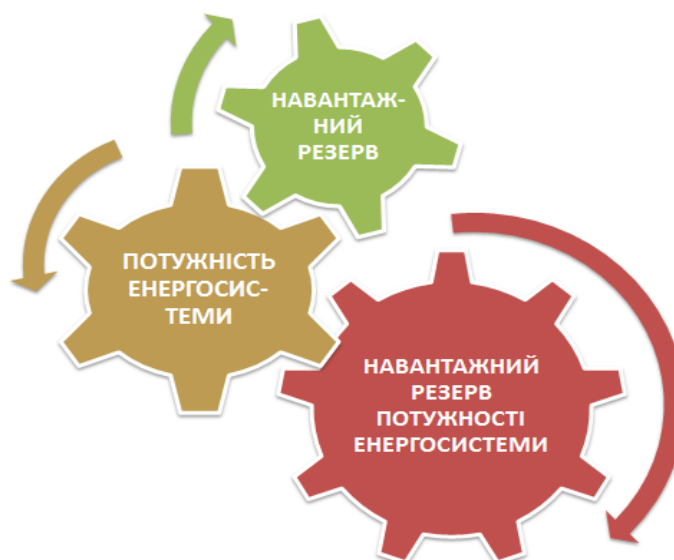 НАВАНТАЖ-
НИЙ
РЕЗЕРВ
ПОТУЖНІСТЬ
ЕНЕРГОСИС-
ТЕМИ
НАВАНТАЖНИЙ
РЕЗЕРВ
ПОТУЖНОСТІ
ЕНЕРГОСИСТЕМИ